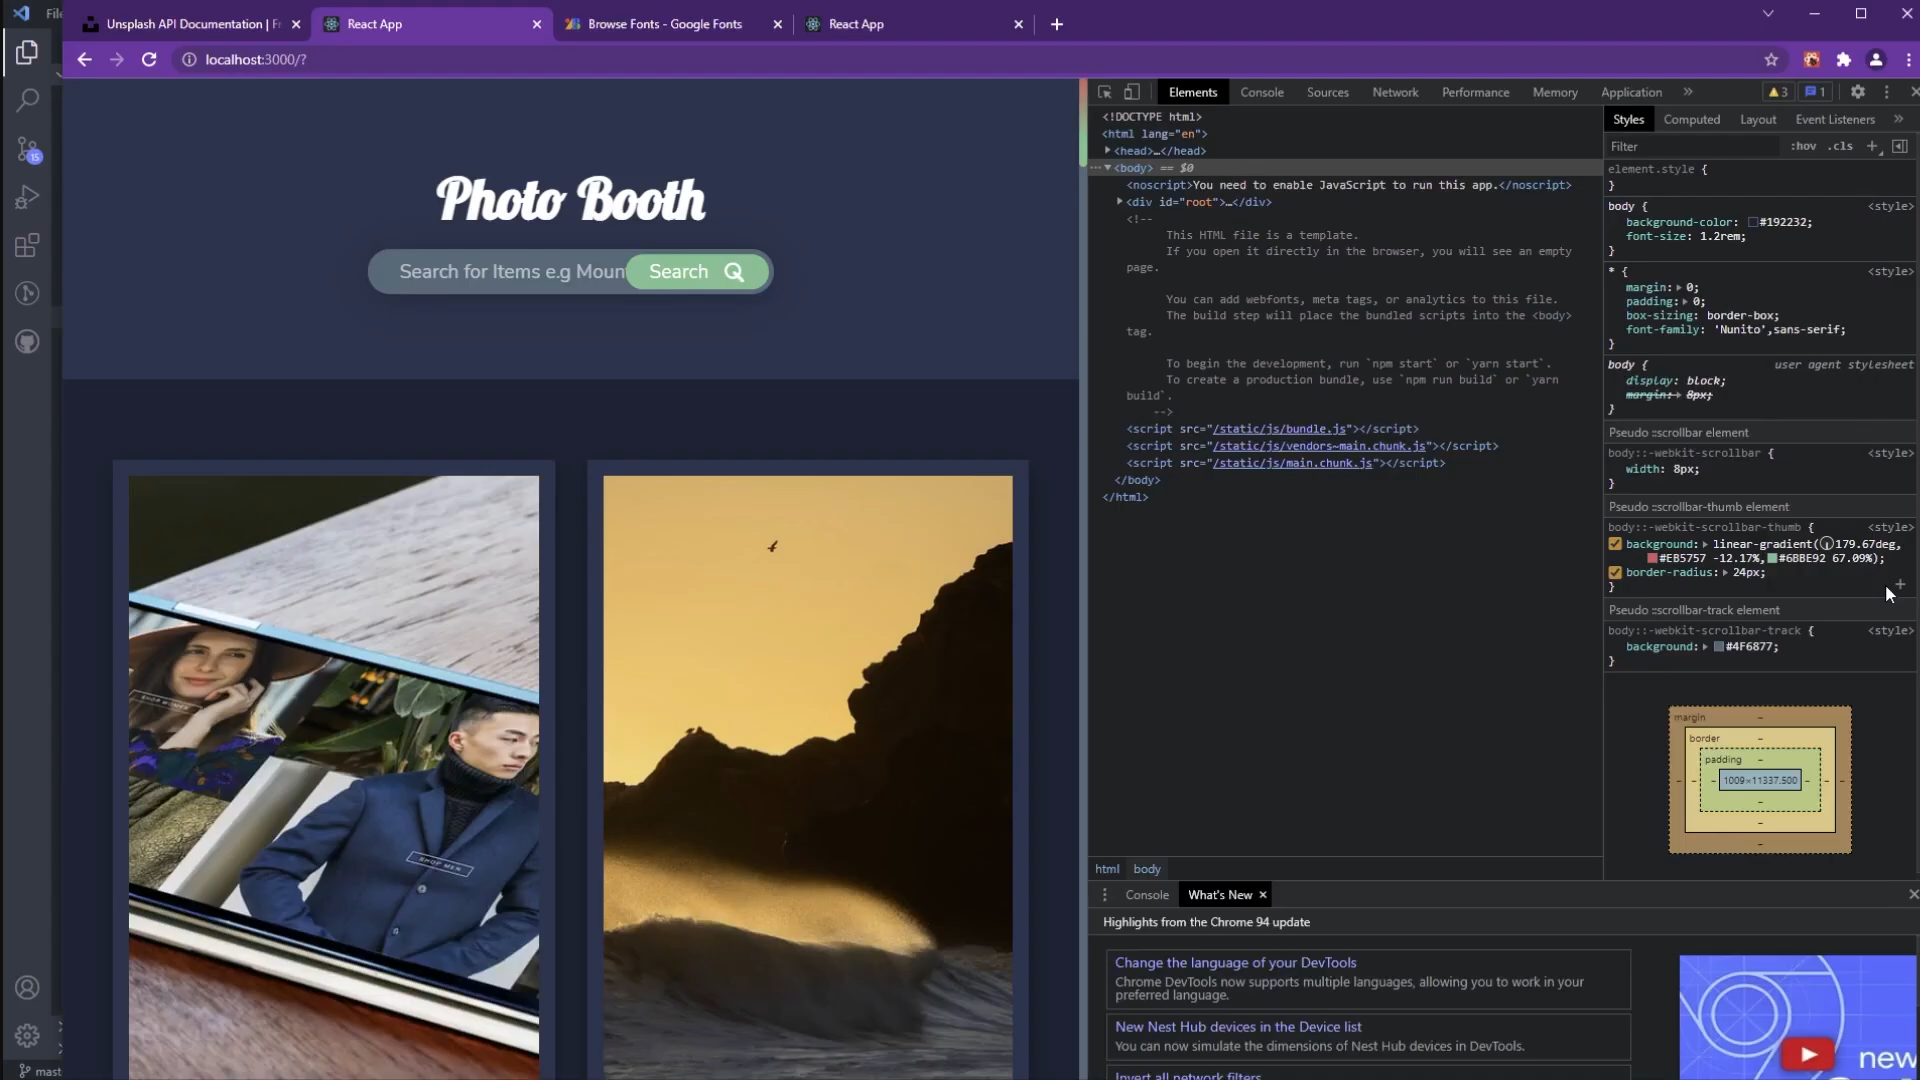 File
Unsplash API Documentation | Fr
React App
Browse Fonts - Google Fonts
React App
localhost:3000/?
Photo Booth
Search for Items e.g Moun
Search
SHOP WOMEN
SHOP MEN
15
master
Elements
Console
Sources
Network
Performance
Memory
Application
»
3
1
<!DOCTYPE html>
<html lang="en">
<head>…</head>
<body> == $0
<noscript>You need to enable JavaScript to run this app.</noscript>
<div id="root">…</div>
<!--
This HTML file is a template.
If you open it directly in the browser, you will see an empty
page.
You can add webfonts, meta tags, or analytics to this file.
The build step will place the bundled scripts into the <body>
tag.
To begin the development, run `npm start` or `yarn start`.
To create a production bundle, use `npm run build` or `yarn
build`.
-->
<script src="/static/js/bundle.js"></script>
<script src="/static/js/vendors~main.chunk.js"></script>
<script src="/static/js/main.chunk.js"></script>
</body>
</html>
html
body
Styles
Computed
Layout
Event Listeners
»
Filter
:hov
.cls
element.style {
}
body {
<style>
background-color: #192232;
font-size: 1.2rem;
}
* {
<style>
margin: 0;
padding: 0;
box-sizing: border-box;
font-family: 'Nunito',sans-serif;
}
body {
user agent stylesheet
display: block;
margin: 8px;
}
Pseudo ::scrollbar element
body::-webkit-scrollbar {
<style>
width: 8px;
}
Pseudo ::scrollbar-thumb element
body::-webkit-scrollbar-thumb {
<style>
background: linear-gradient(179.67deg,
#EB5757 -12.17%,#6BBE92 67.09%);
border-radius: 24px;
}
Pseudo ::scrollbar-track element
body::-webkit-scrollbar-track {
<style>
background: #4F6877;
}
margin
border
padding
1009×11337.500
Console
What's New
Highlights from the Chrome 94 update
Change the language of your DevTools
Chrome DevTools now supports multiple languages, allowing you to work in your
preferred language.
New Nest Hub devices in the Device list
You can now simulate the dimensions of Nest Hub devices in DevTools.
Invert all network filters
new